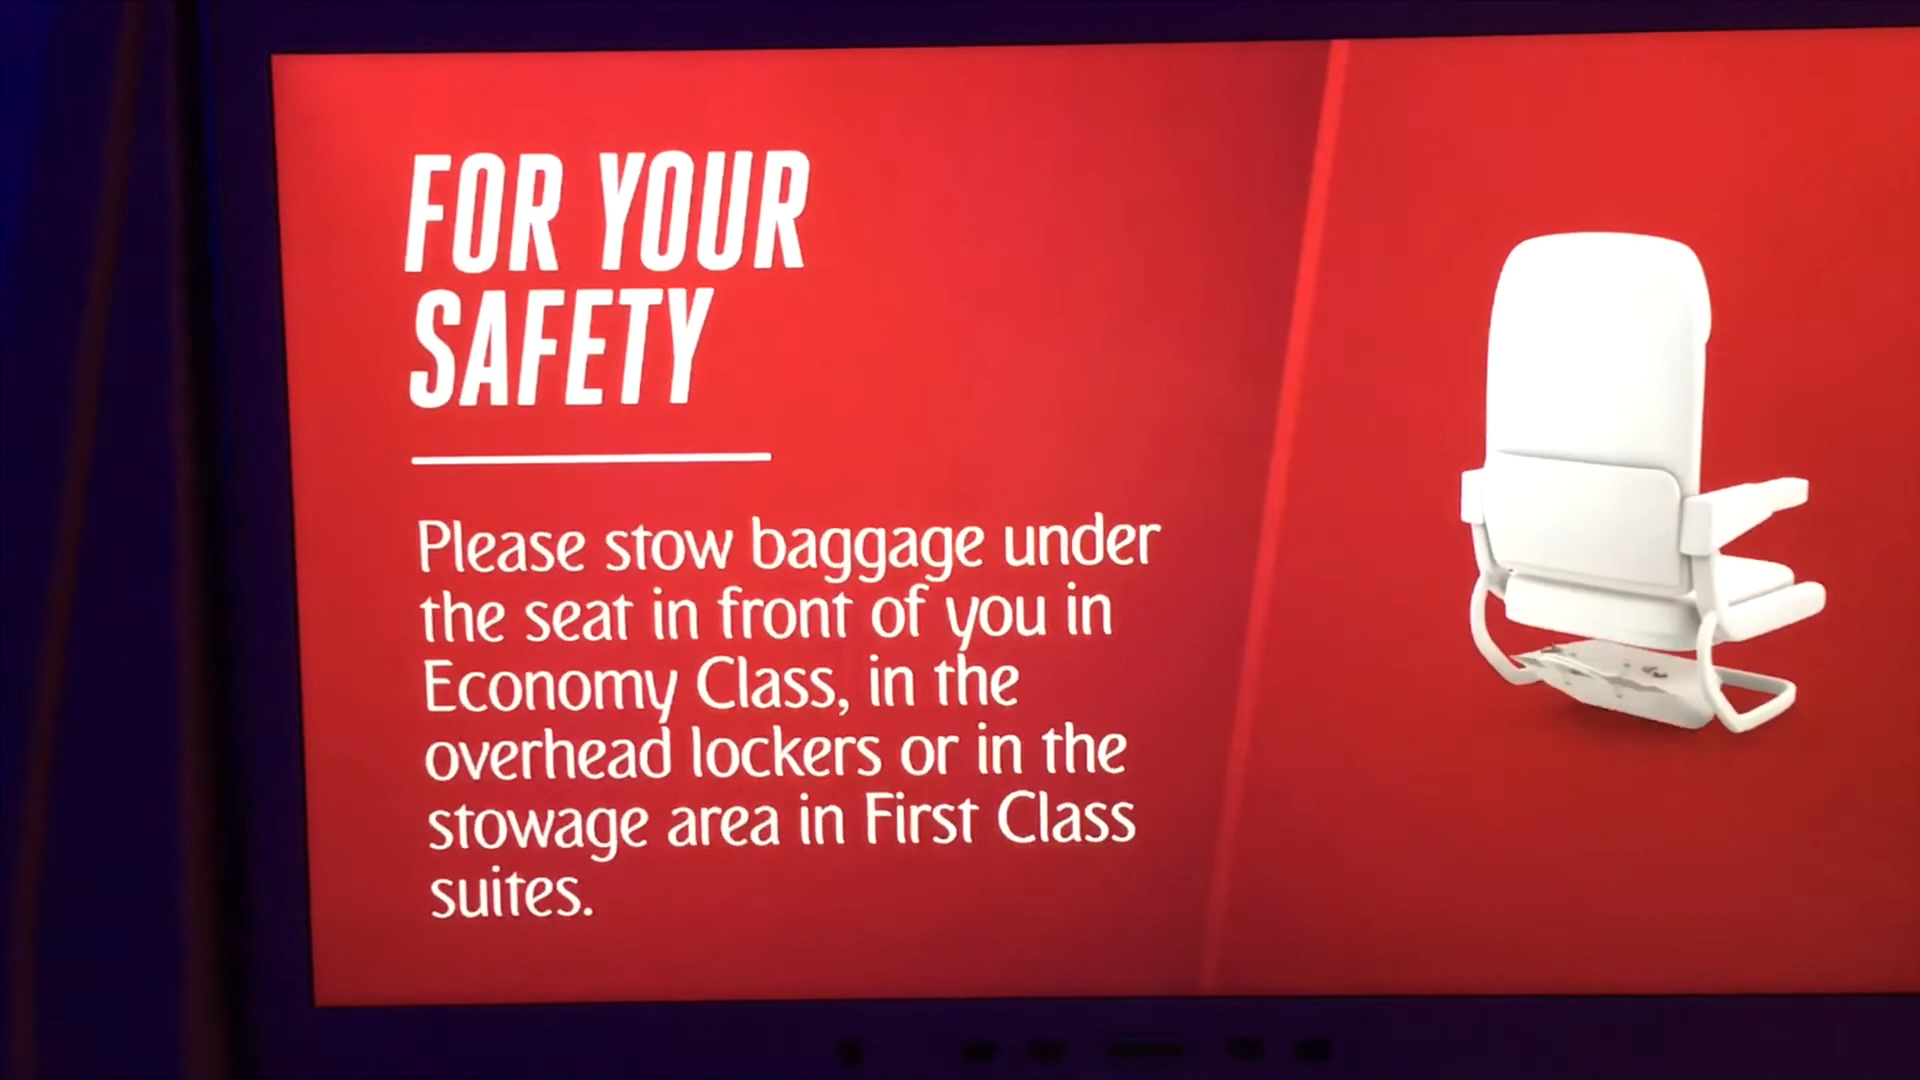 FOR YOUR
SAFETY
Please stow baggage under
the seat in front of you in
Economy Class, in the
overhead lockers or in the
stowage area in First Class
suites.